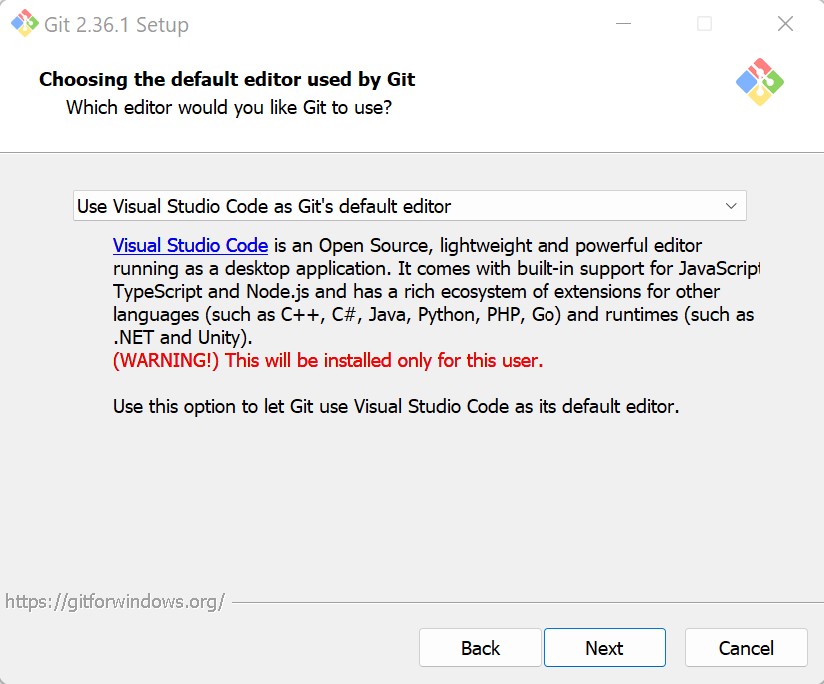 Git 2.36.1 Setup
Choosing the default editor used by Git
Which editor would you like Git to use?
Use Visual Studio Code as Git's default editor
Visual Studio Code is an Open Source, lightweight and powerful editor
running as a desktop application. It comes with built-in support for JavaScript
TypeScript and Node.js and has a rich ecosystem of extensions for other
languages (such as C++, C#, Java, Python, PHP, Go) and runtimes (such as
.NET and Unity).
(WARNING!) This will be installed only for this user.
Use this option to let Git use Visual Studio Code as its default editor.
https://gitforwindows.org/
Back Next Cancel